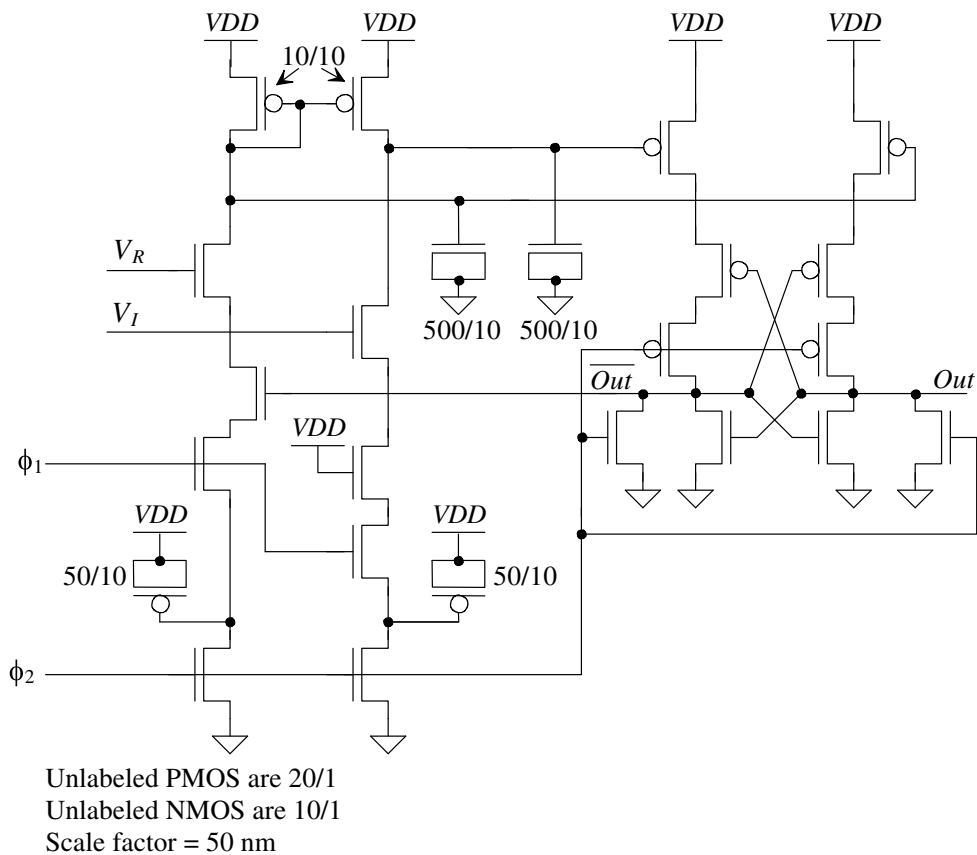 VDD VDD VDD VDD
10/10
V_R
V_I
500/10 500/10
Out Out
VDD
ϕ1
VDD VDD
50/10 50/10
ϕ2
Unlabeled PMOS are 20/1
Unlabeled NMOS are 10/1
Scale factor = 50 nm